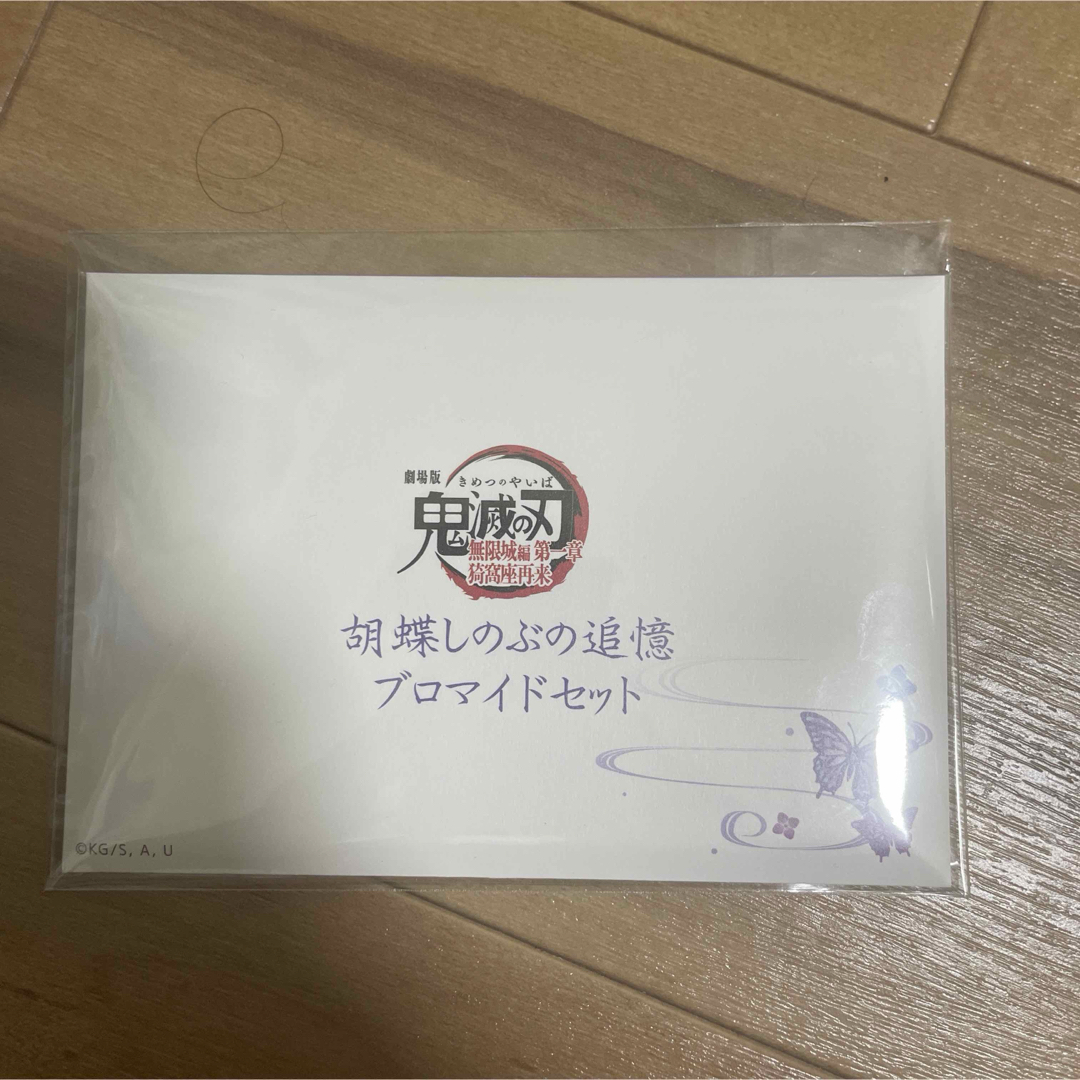 劇場版
きめつのやいば
鬼滅の刃
無限城編 第一章
猗窩座再来
胡蝶しのぶの追憶
ブロマイドセット
©KG/S, A, U